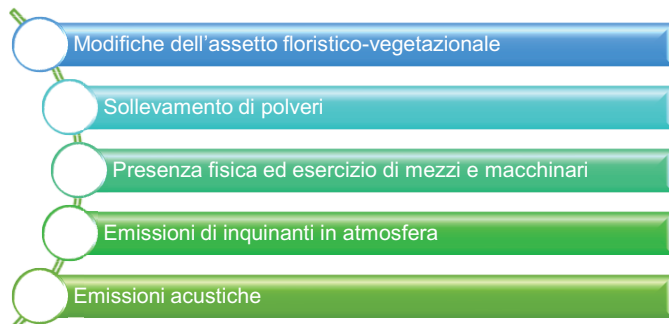 Modifiche dell'assetto floristico-vegetazionale
Sollevamento di polveri
Presenza fisica ed esercizio di mezzi e macchinari
Emissioni di inquinanti in atmosfera
Emissioni acustiche